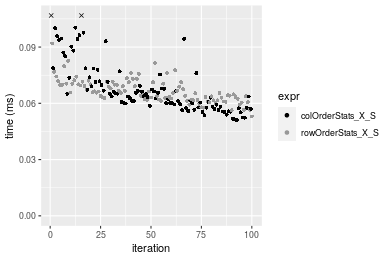 0.09
0.06
0.03
0.00
0
25
50
75
100
iteration
time (ms)
expr
colOrderStats_X_S
rowOrderStats_X_S